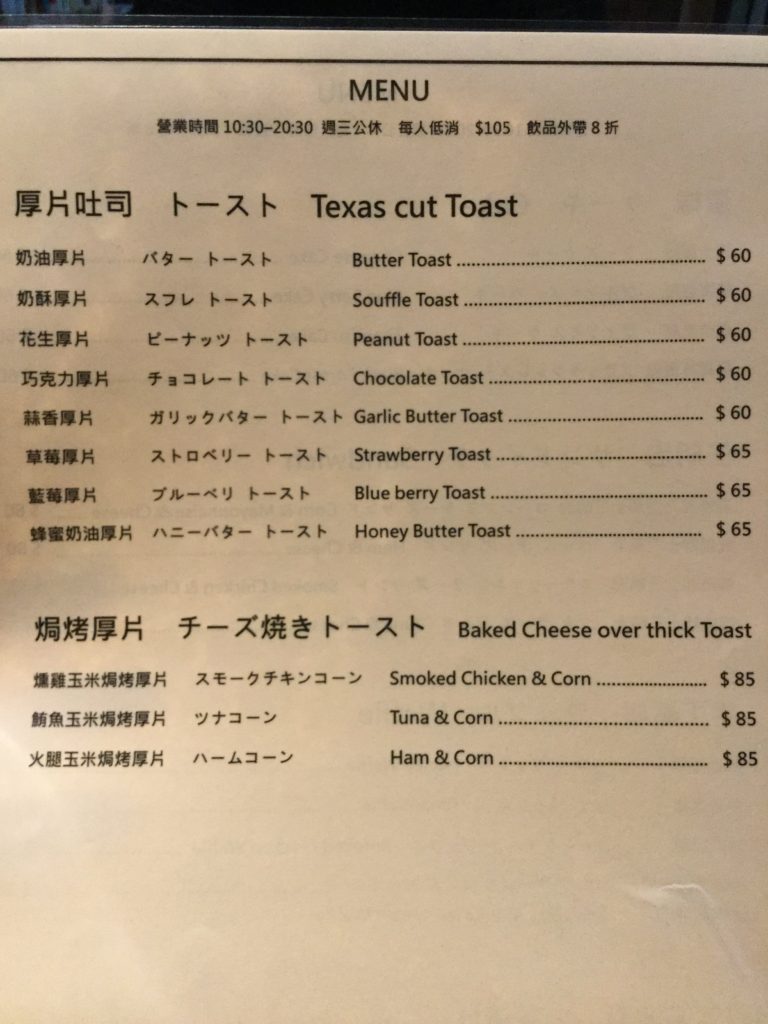 MENU
營業時間 10:30–20:30 週三公休 每人低消 $105 飲品外帶 8 折
厚片吐司 トースト Texas cut Toast
奶油厚片 バター トースト Butter Toast ........................ $ 60
奶酥厚片 スフレ トースト Souffle Toast ........................ $ 60
花生厚片 ピーナッツ トースト Peanut Toast ........................ $ 60
巧克力厚片 チョコレート トースト Chocolate Toast ........................ $ 60
蒜香厚片 ガリックバター トースト Garlic Butter Toast ........................ $ 60
草莓厚片 ストロベリー トースト Strawberry Toast ........................ $ 65
藍莓厚片 ブルーベリ トースト Blue berry Toast ........................ $ 65
蜂蜜奶油厚片 ハニーバター トースト Honey Butter Toast ........................ $ 65
焗烤厚片 チーズ焼きトースト Baked Cheese over thick Toast
燻雞玉米焗烤厚片 スモークチキンコーン Smoked Chicken & Corn ........................ $ 85
鮪魚玉米焗烤厚片 ツナコーン Tuna & Corn ........................ $ 85
火腿玉米焗烤厚片 ハームコーン Ham & Corn ........................ $ 85